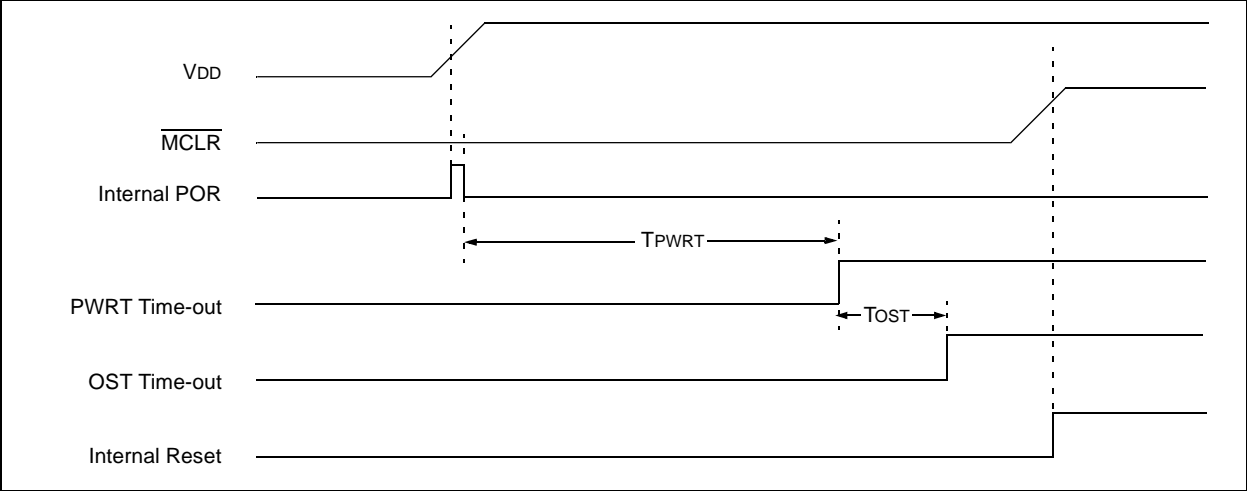 VDD
MCLR
Internal POR
TPWRT
PWRT Time-out
TOST
OST Time-out
Internal Reset